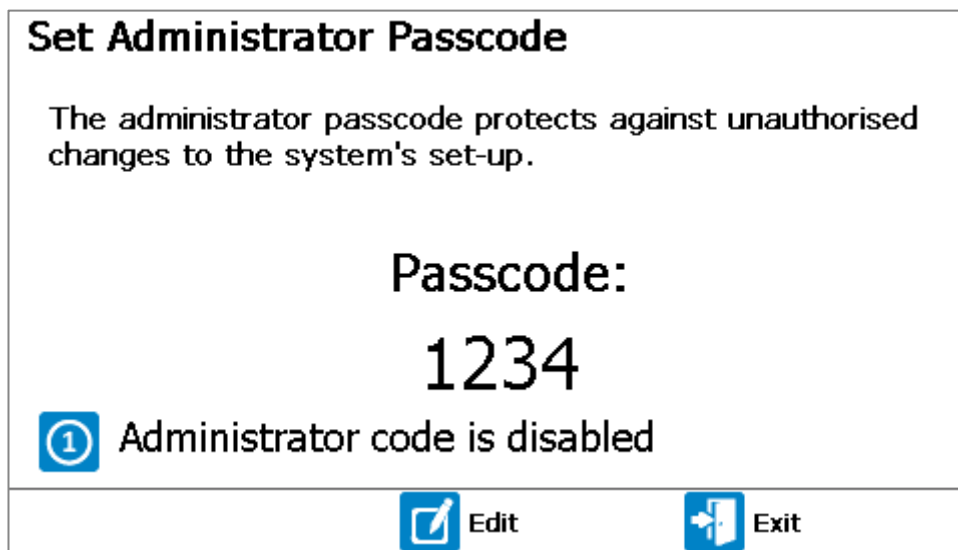 Set Administrator Passcode
The administrator passcode protects against unauthorised
changes to the system's set-up.
Passcode:
1234
1 Administrator code is disabled
Edit Exit